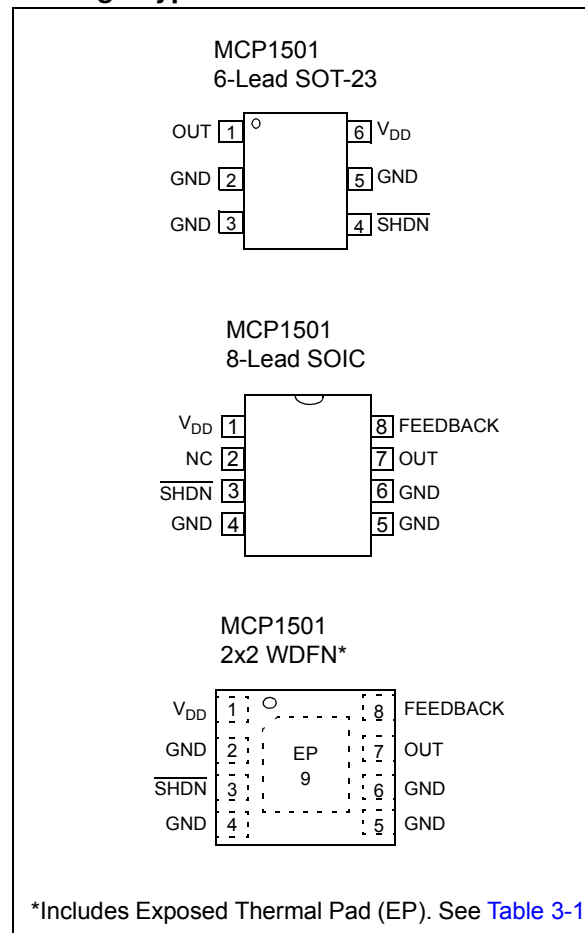 MCP1501
6-Lead SOT-23
OUT 1 6 VDD
GND 2 5 GND
GND 3 4 SHDN
MCP1501
8-Lead SOIC
VDD 1 8 FEEDBACK
NC 2 7 OUT
SHDN 3 6 GND
GND 4 5 GND
MCP1501
2x2 WDFN*
VDD 1 8 FEEDBACK
GND 2 EP 7 OUT
SHDN 3 9 6 GND
GND 4 5 GND
*Includes Exposed Thermal Pad (EP). See Table 3-1